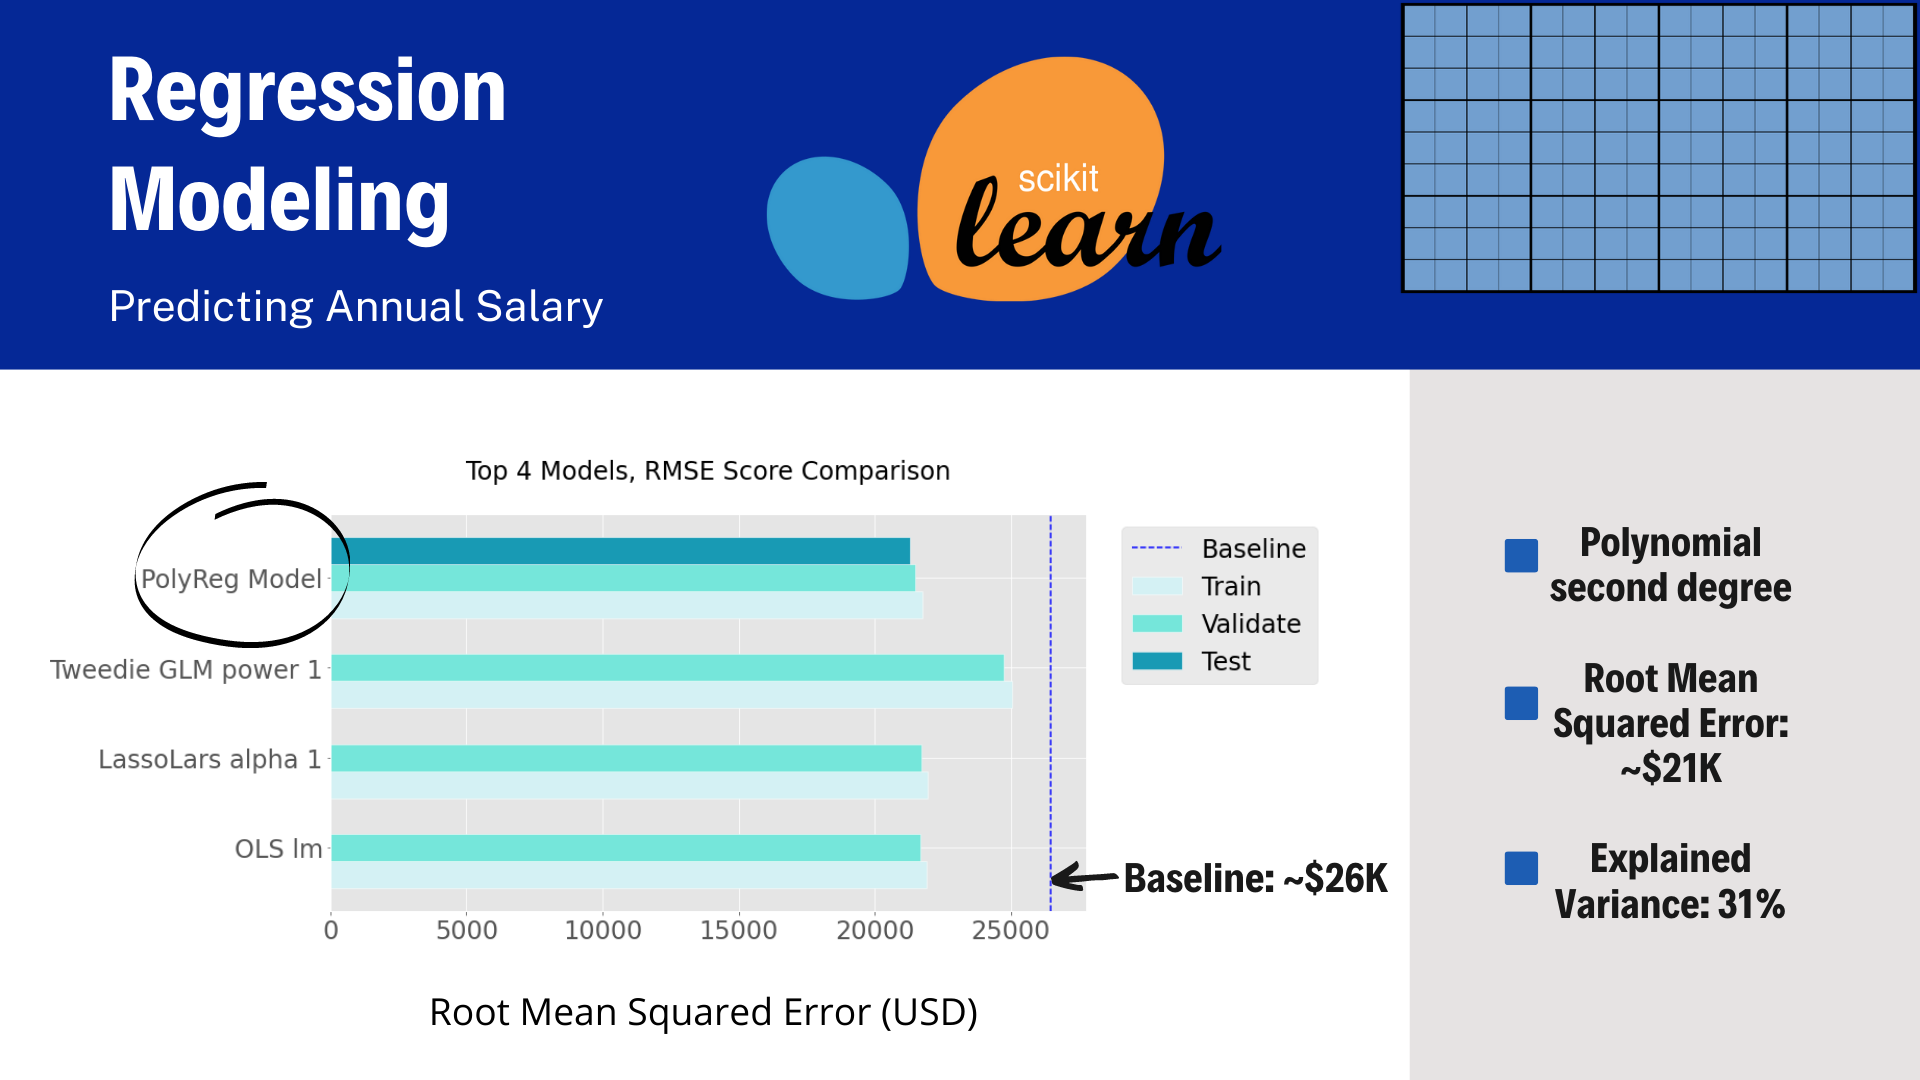 Regression
Modeling
Predicting Annual Salary
scikit
learn
Top 4 Models, RMSE Score Comparison
PolyReg Model
Tweedie GLM power 1
LassoLars alpha 1
OLS lm
0 5000 10000 15000 20000 25000
Root Mean Squared Error (USD)
Baseline
Train
Validate
Test
Baseline: ~$26K
Polynomial
second degree
Root Mean
Squared Error:
~$21K
Explained
Variance: 31%